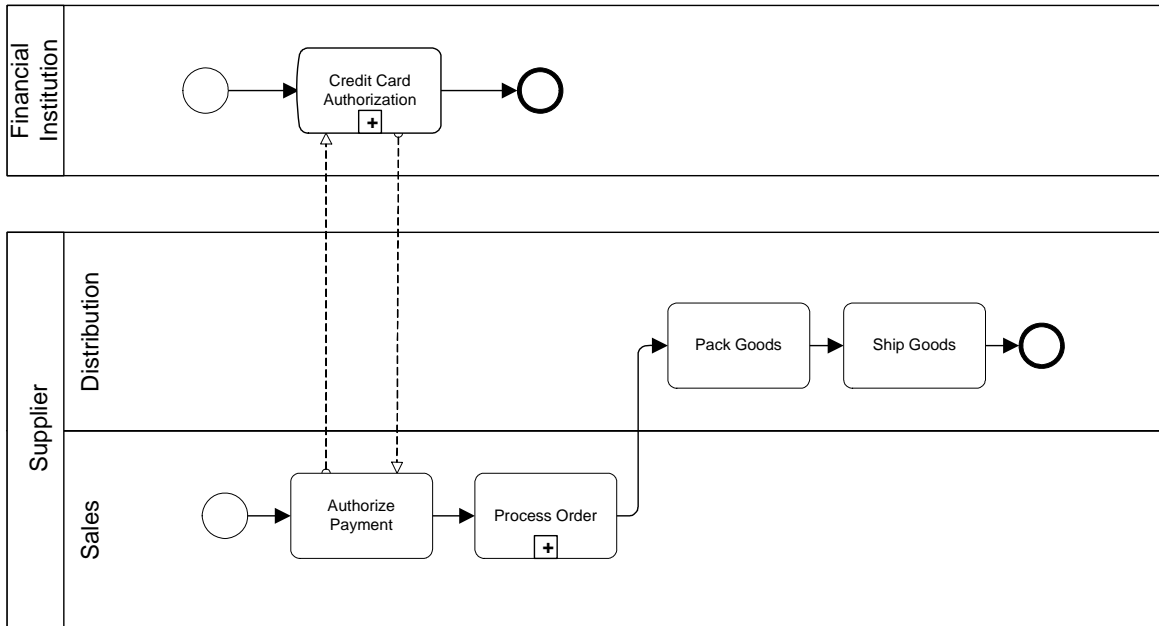 Financial
Institution
Credit Card
Authorization
Supplier
Distribution
Pack Goods
Ship Goods
Sales
Authorize
Payment
Process Order